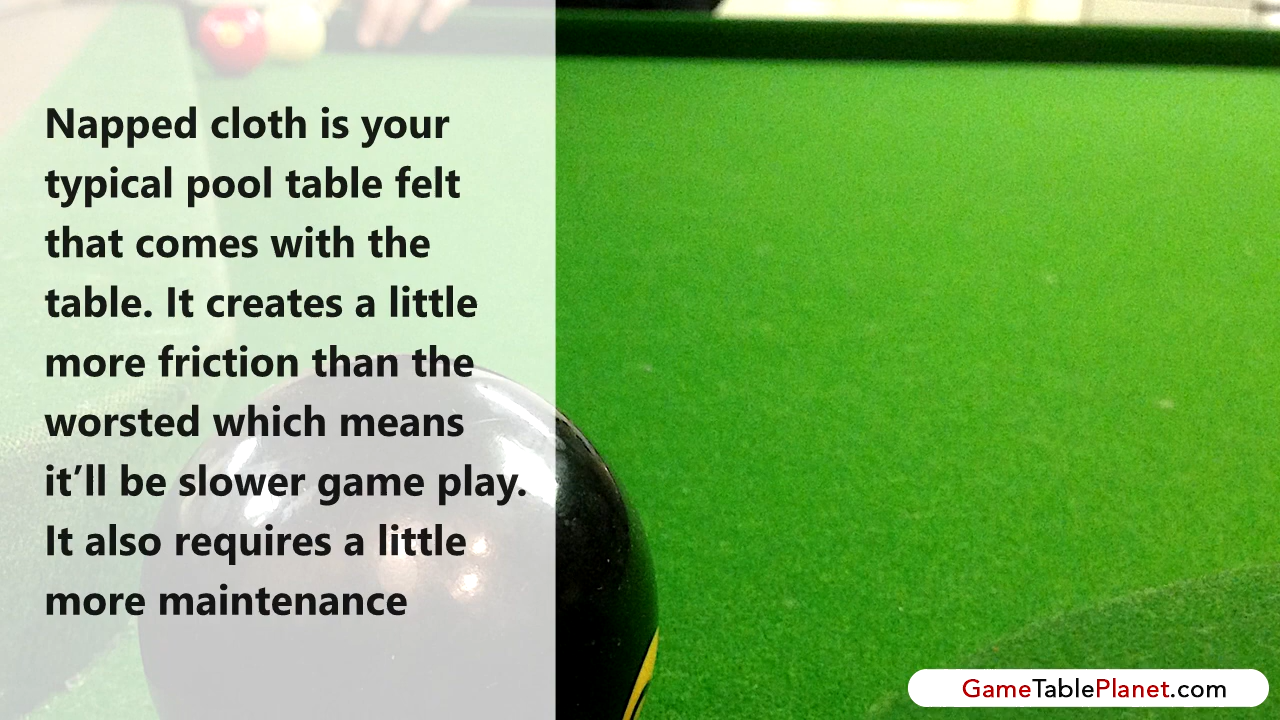 Napped cloth is your
typical pool table felt
that comes with the
table. It creates a little
more friction than the
worsted which means
it’ll be slower game play.
It also requires a little
more maintenance
GameTablePlanet.com